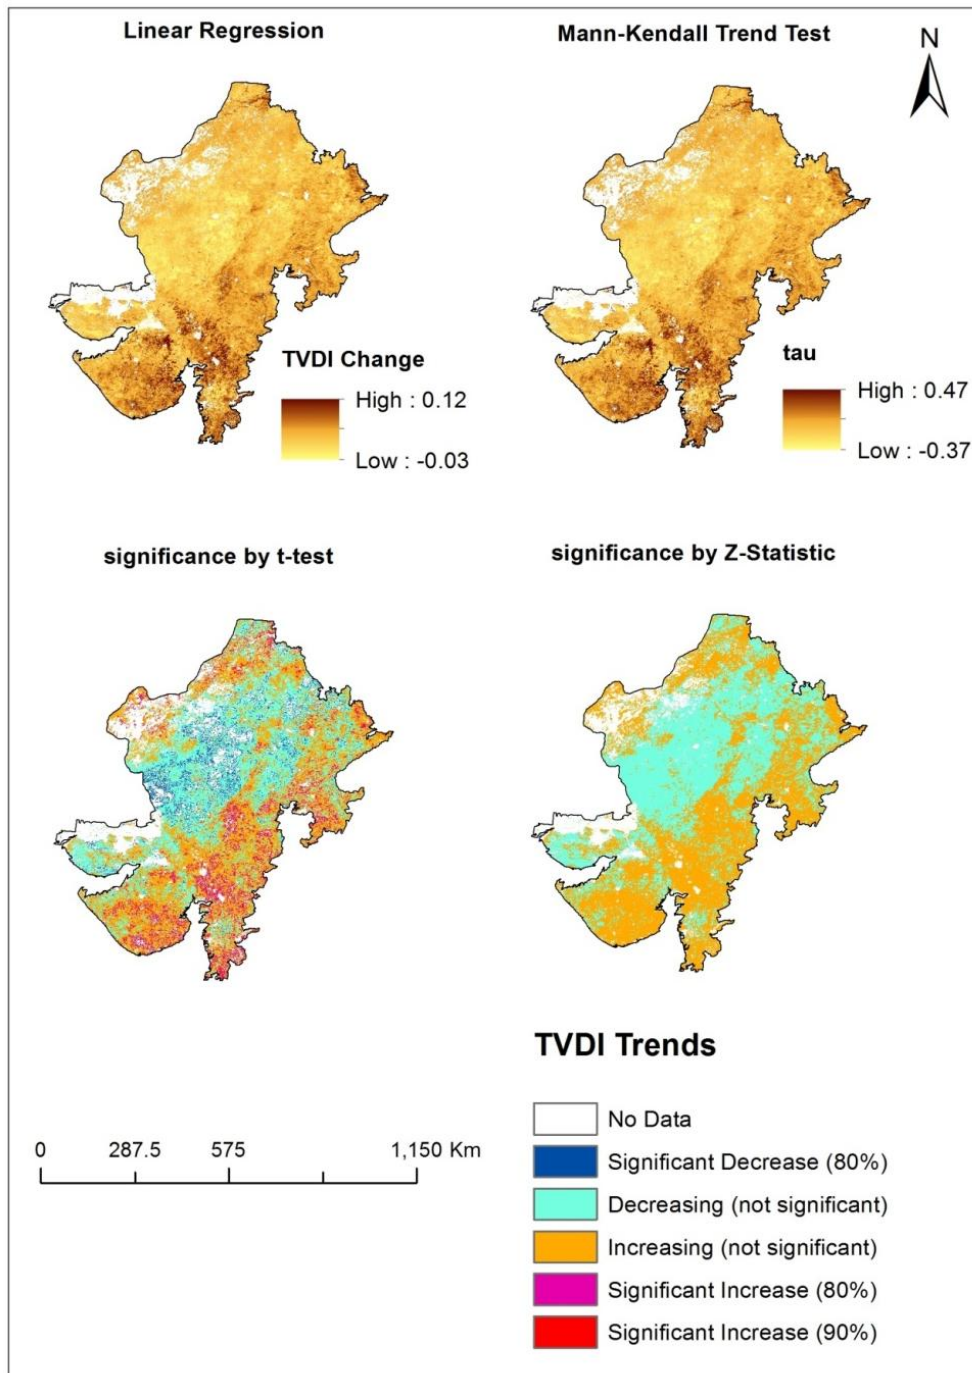 Linear Regression
Mann-Kendall Trend Test
N
TVDI Change
High : 0.12
Low : -0.03
tau
High : 0.47
Low : -0.37
significance by t-test
significance by Z-Statistic
TVDI Trends
No Data
Significant Decrease (80%)
Decreasing (not significant)
Increasing (not significant)
Significant Increase (80%)
Significant Increase (90%)
0 287.5 575 1,150 Km